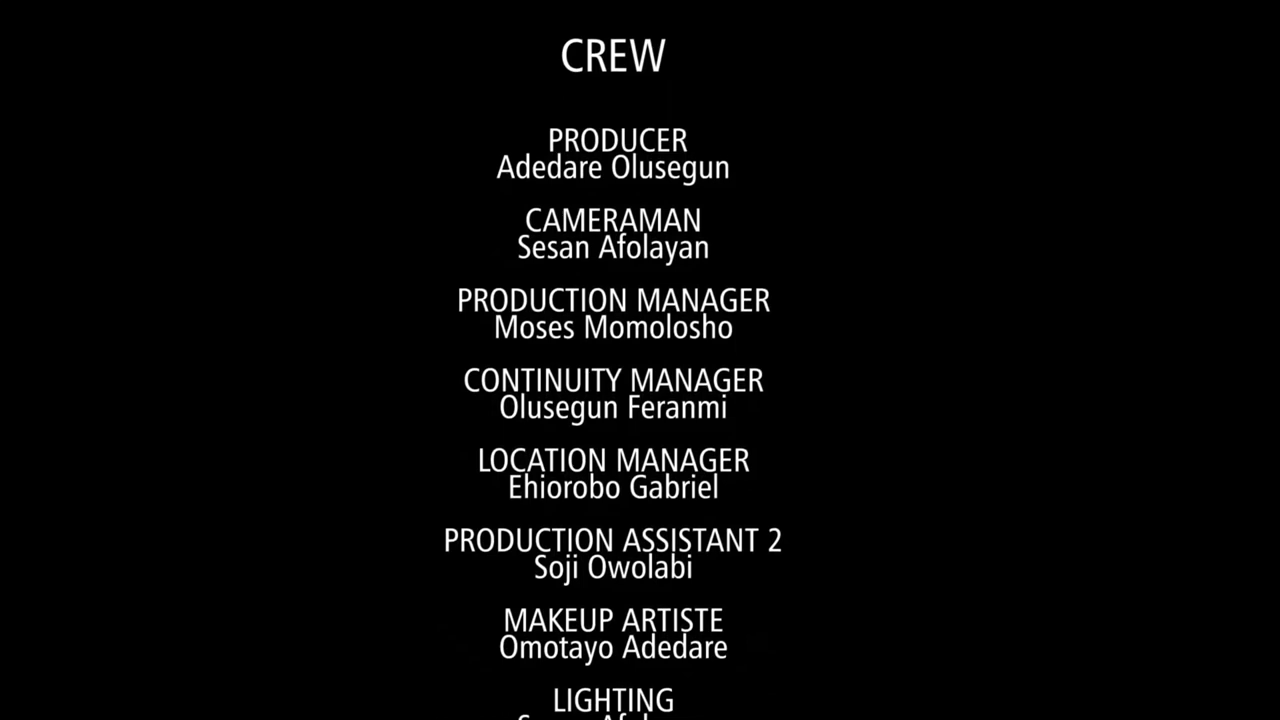 CREW
PRODUCER
Adedare Olusegun
CAMERAMAN
Sesan Afolayan
PRODUCTION MANAGER
Moses Momolosho
CONTINUITY MANAGER
Olusegun Feranmi
LOCATION MANAGER
Ehiorobo Gabriel
PRODUCTION ASSISTANT 2
Soji Owolabi
MAKEUP ARTISTE
Omotayo Adedare
LIGHTING